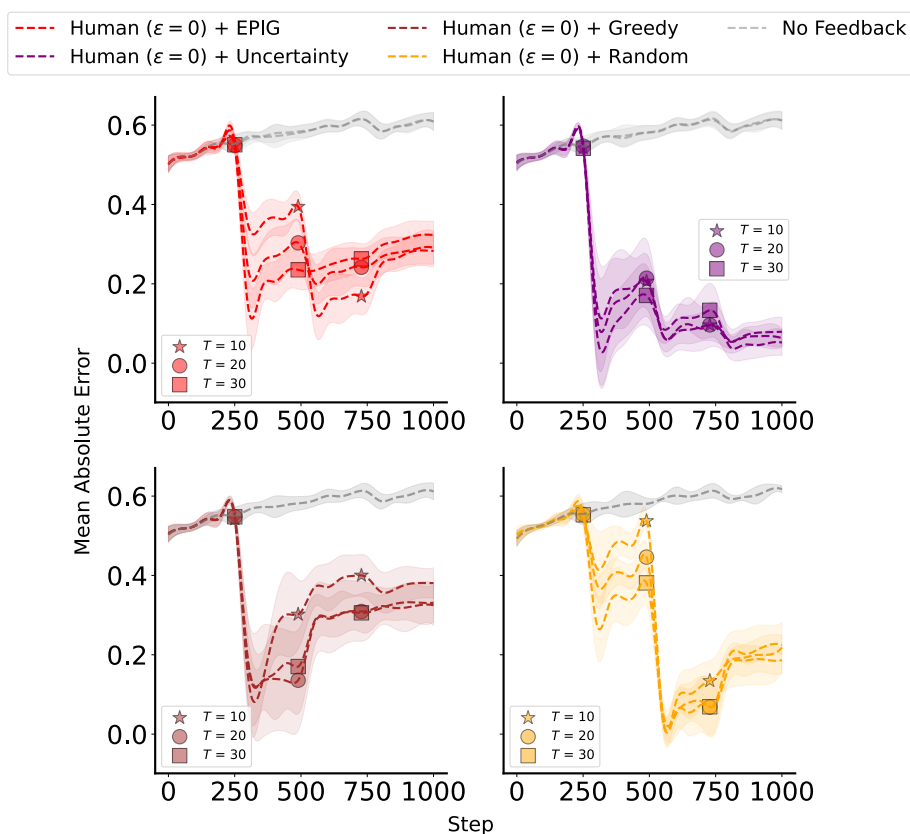 Human (ε = 0) + EPIG
Human (ε = 0) + Greedy
No Feedback
Human (ε = 0) + Uncertainty
Human (ε = 0) + Random
Mean Absolute Error
0.6
0.4
0.2
0.0
T = 10
T = 20
T = 30
0 250 500 750 1000
T = 10
T = 20
T = 30
0 250 500 750 1000
0.6
0.4
0.2
0.0
T = 10
T = 20
T = 30
0 250 500 750 1000
T = 10
T = 20
T = 30
0 250 500 750 1000
Step